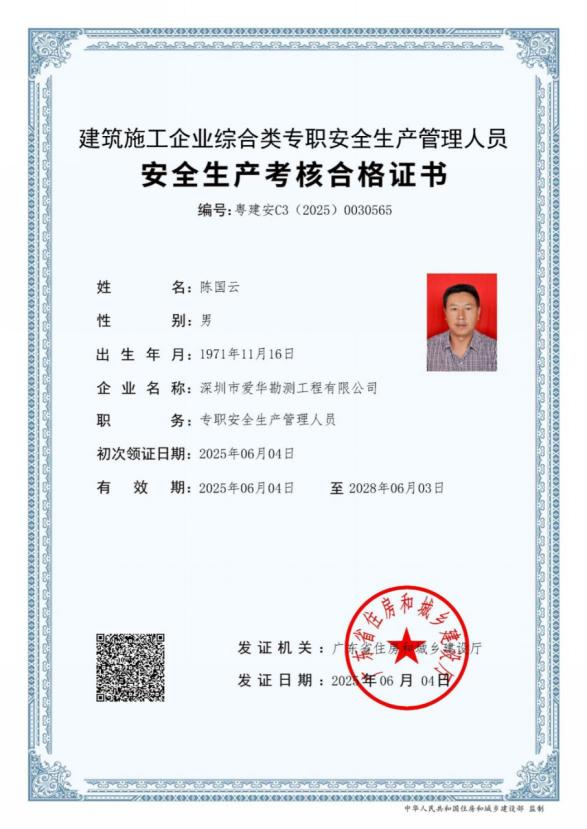 建筑施工企业综合类专职安全生产管理人员
安全生产考核合格证书
编号:粤建安C3（2025）0030565
姓 名:陈国云
性 别:男
出生年月:1971年11月16日
企业名称:深圳市爱华勘测工程有限公司
职 务:专职安全生产管理人员
初次领证日期:2025年06月04日
有 效 期:2025年06月04日 至 2028年06月03日
广东省住房和城乡建设厅
发证机关:广东省住房和城乡建设厅
发证日期:2025年06月04日
中华人民共和国住房和城乡建设部 监制